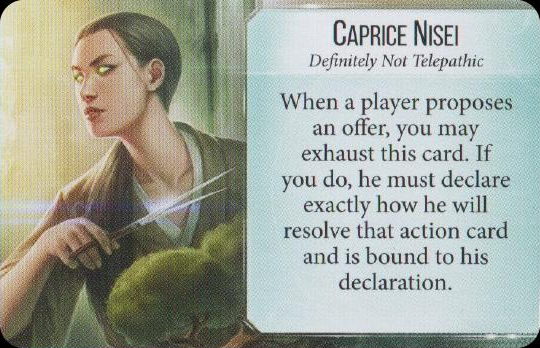 Caprice Nisei
Definitely Not Telepathic
When a player proposes
an offer, you may
exhaust this card. If
you do, he must declare
exactly how he will
resolve that action card
and is bound to his
declaration.